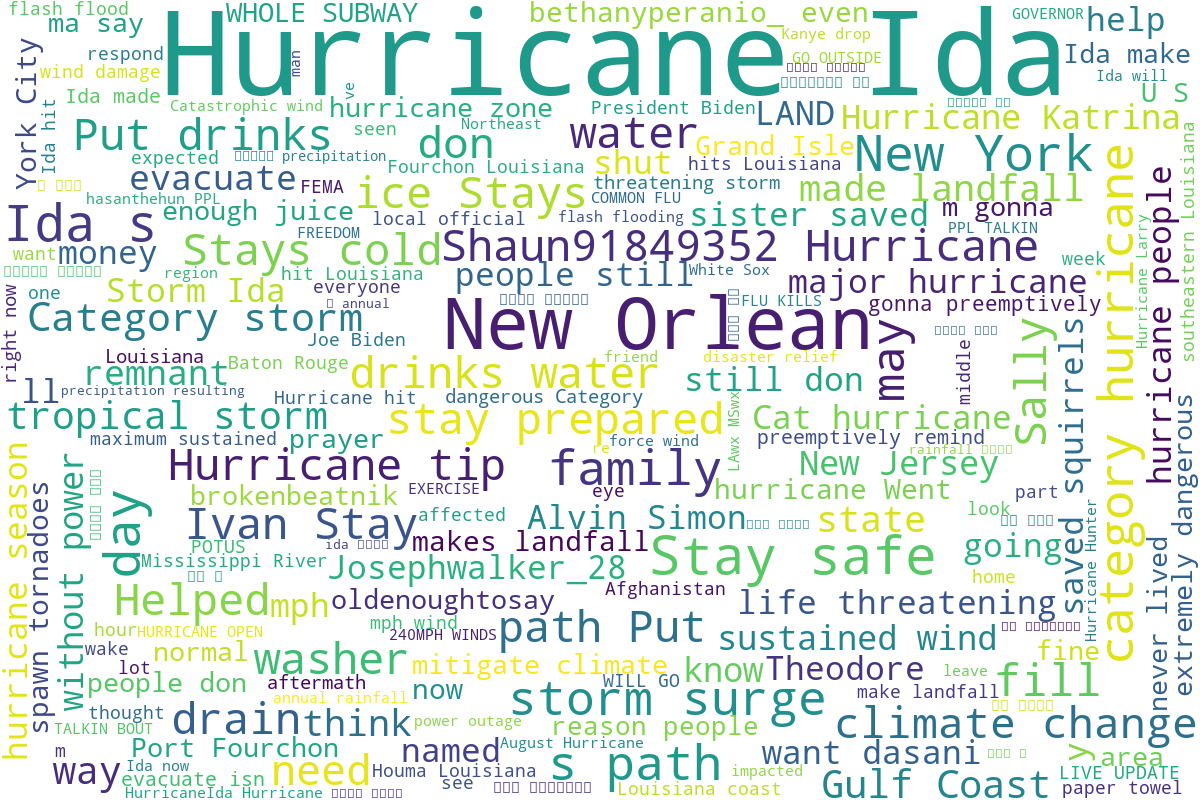 flash flood
WHOLE SUBWAY
bethanyperanio_ even
GOVERNOR
help
ma say
Hurricane Ida
Kanye drop
respond
man
GO OUTSIDE
Ida make
York City
wind damage
Ida will
Ida made
Catastrophic wind
ve
hurricane zone
President Biden
LAND
Hurricane Katrina
U S
Ida hit
Put drinks
seen
don
Northeast
water
Grand Isle
New York
expected
precipitation
Fourchon Louisiana
shut
hits Louisiana
evacuate
FEMA
ice Stays
threatening storm
made landfall
hurricane people
hasanthehun PPL
COMMON FLU
southeastern Louisiana
Ida s
enough juice
local official
flash flooding
sister saved
m gonna
FREEDOM
PPL TALKIN
Hurricane Larry
want
money
Stays cold
Shaun91849352 Hurricane
week
region
hit Louisiana
people still
White Sox
major hurricane
one
Storm Ida
everyone
annual
FLU KILLS
gonna preemptively
category hurricane
right now
Category storm
Joe Biden
New Orlean
may
Sally
saved squirrels
Louisiana
Baton Rouge
friend
disaster relief
ll
remnant
drinks water
still don
middle
precipitation resulting
Hurricane hit
dangerous Category
LAwx MSwx
tropical storm
stay prepared
Cat hurricane
maximum sustained
prayer
force wind
preemptively remind
re
rainfall
hurricane season
without power
Hurricane tip
family
New Jersey
extremely dangerous
spawn tornadoes
day
brokenbeatnik
EXERCISE
eye
hurricane Went
part
look
Ivan Stay
affected
Alvin Simon
state
Hurricane Hunter
POTUS
ida
makes landfall
Stay safe
going
never lived
Mississippi River
Josephwalker_28
Afghanistan
home
Helped
mph
oldenoughtosay
life threatening
hour
HURRICANE OPEN
mph wind
240MPH WINDS
path Put
sustained wind
wake
normal
washer
mitigate climate
know
Theodore
fine
lot
people don
aftermath
now
WILL GO
leave
fill
annual rainfall
storm surge
make landfall
thought
drain
think
power outage
reason people
climate change
TALKIN BOUT
m
Port Fourchon
named
August Hurricane
s path
want dasani
y
area
way
Ida now
evacuate isn
need
Houma Louisiana
see
impacted
Gulf Coast
LIVE UPDATE
HurricaneIda Hurricane
Louisiana coast
paper towel